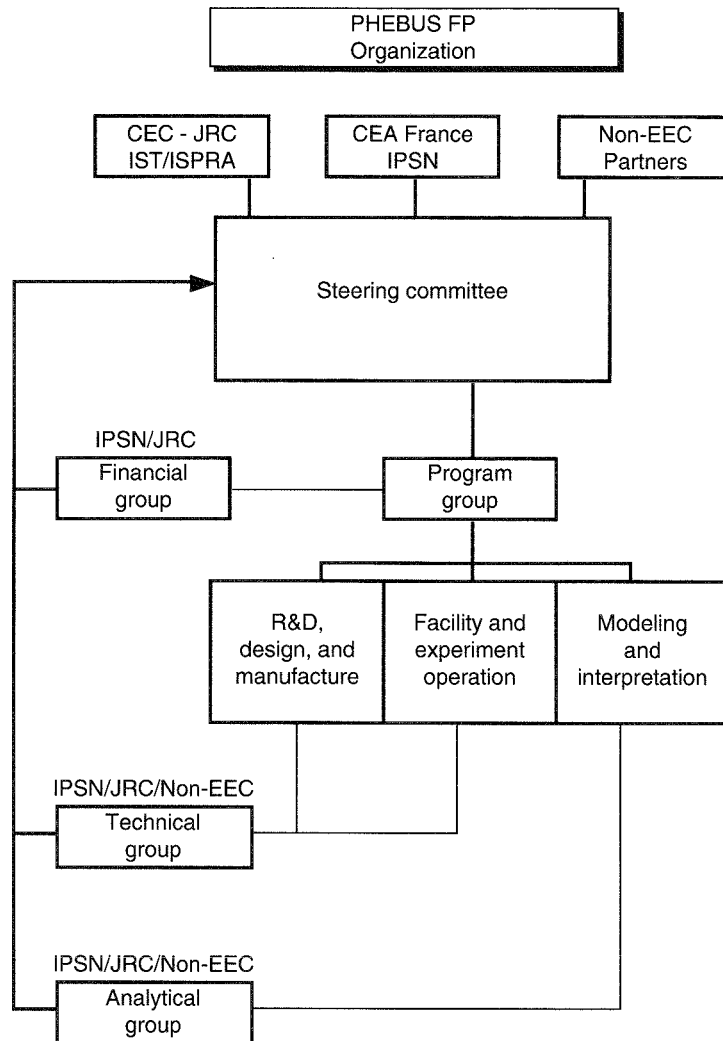 PHEBUS FP
Organization
CEC - JRC
IST/ISPRA
CEA France
IPSN
Non-EEC
Partners
Steering committee
IPSN/JRC
Financial
group
Program
group
R&D,
design, and
manufacture
Facility and
experiment
operation
Modeling
and
interpretation
IPSN/JRC/Non-EEC
Technical
group
IPSN/JRC/Non-EEC
Analytical
group